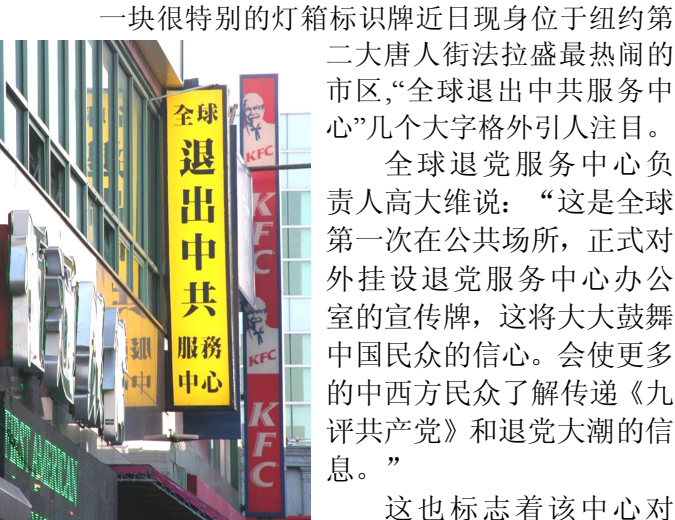 一块很特别的灯箱标识牌近日现身位于纽约第
二大唐人街法拉盛最热闹的
市区,“全球退出中共服务中
心”几个大字格外引人注目。
全球退党服务中心负
责人高大维说：“这是全球
第一次在公共场所，正式对
外挂设退党服务中心办公
室的宣传牌，这将大大鼓舞
中国民众的信心。会使更多
的中西方民众了解传递《九
评共产党》和退党大潮的信
息。”
这也标志着该中心对
全球
退出中共
服務
中心
KFC
KFC
KFC
KFC
FIRST AMERICAN